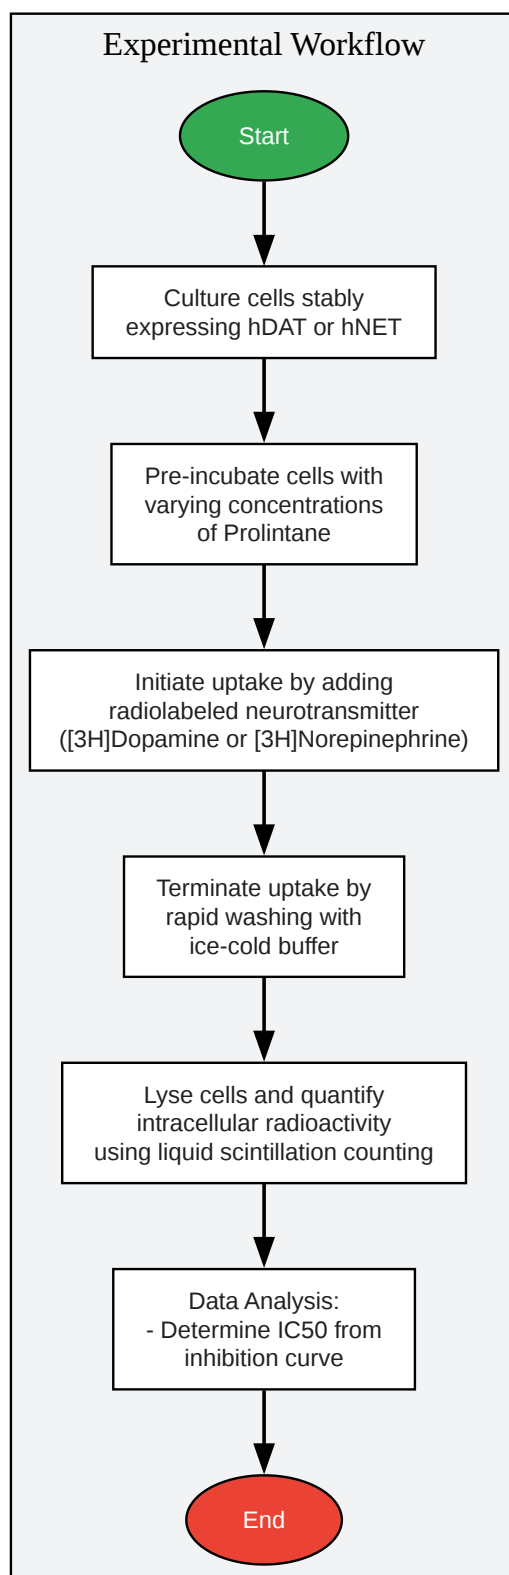 Experimental Workflow
Start
Culture cells stably
expressing hDAT or hNET
Pre-incubate cells with
varying concentrations
of Prolintane
Initiate uptake by adding
radiolabeled neurotransmitter
([3H]Dopamine or [3H]Norepinephrine)
Terminate uptake by
rapid washing with
ice-cold buffer
Lyse cells and quantify
intracellular radioactivity
using liquid scintillation counting
Data Analysis:
- Determine IC50 from
inhibition curve
End